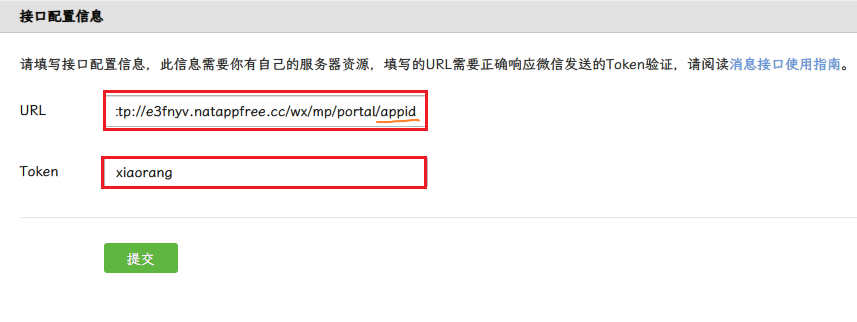 接口配置信息
请填写接口配置信息，此信息需要你有自己的服务器资源，填写的URL需要正确响应微信发送的Token验证，请阅读消息接口使用指南。
URL
:tp://e3fnyv.natappfree.cc/wx/mp/portal/appid
Token
xiaorang
提交